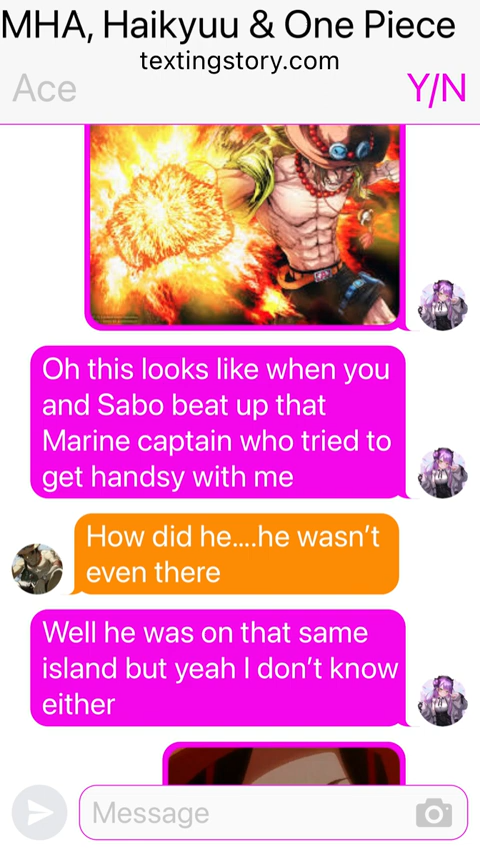 MHA, Haikyuu & One Piece
textingstory.com
Ace
Y/N
Oh this looks like when you
and Sabo beat up that
Marine captain who tried to
get handsy with me
How did he....he wasn't
even there
Well he was on that same
island but yeah I don't know
either
Message